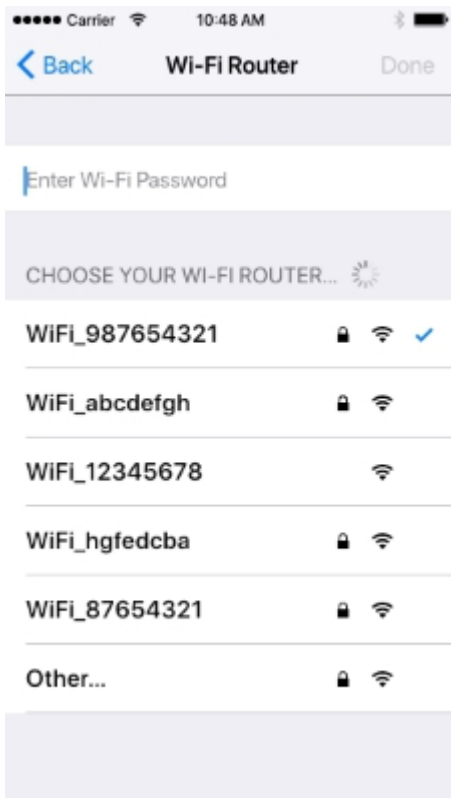 Carrier 10:48 AM
Back Wi-Fi Router Done
Enter Wi-Fi Password
CHOOSE YOUR WI-FI ROUTER...
WiFi_987654321
WiFi_abcdefgh
WiFi_12345678
WiFi_hgfedcba
WiFi_87654321
Other...